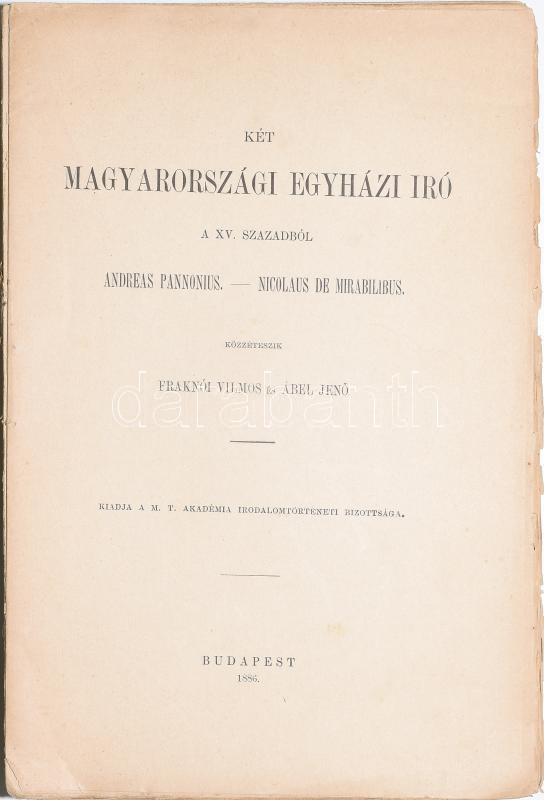 KÉT
MAGYARORSZÁGI EGYHÁZI IRÓ
A XV. SZAZADBÓL
ANDREAS PANNONIUS. — NICOLAUS DE MIRABILIBUS.
KÖZZÉTESZIK
FRAKNÓI VILMOS és ÁBEL JENŐ
darabanth
KIADJA A M. T. AKADÉMIA IRODALOMTÖRTÉNETI BIZOTTSÁGA.
BUDAPEST
1886.